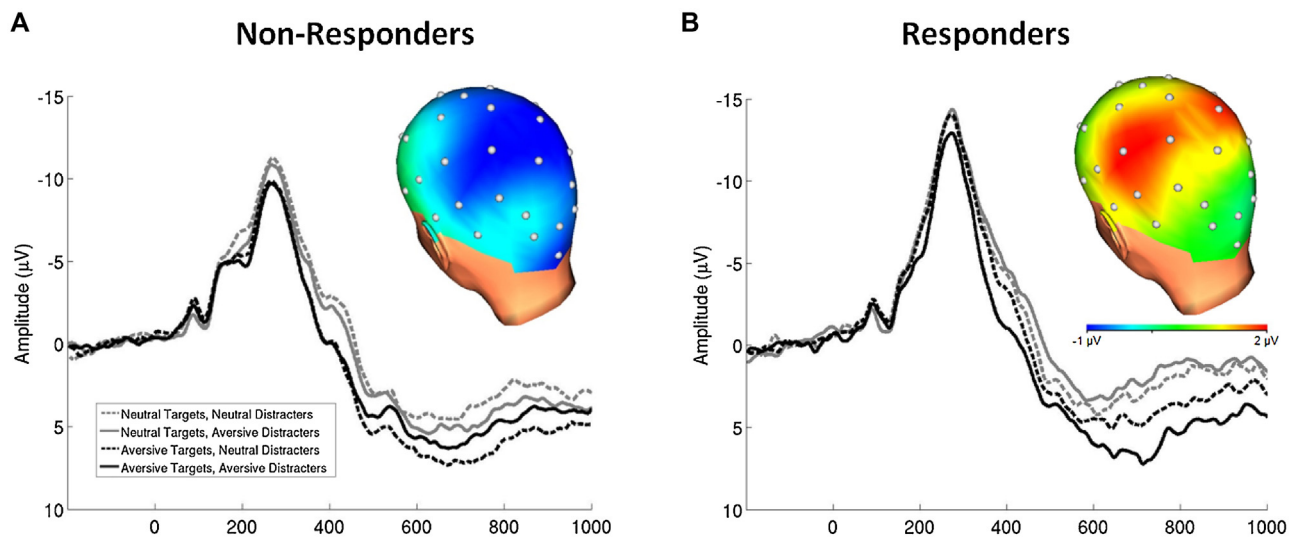 A
Non-Responders
B
Responders
-15
-10
-5
0
5
10
Amplitude (µV)
0
200
400
600
800
1000
Neutral Targets, Neutral Distracters
Neutral Targets, Aversive Distracters
Aversive Targets, Neutral Distracters
Aversive Targets, Aversive Distracters
-15
-10
-5
0
5
10
Amplitude (µV)
0
200
400
600
800
1000
-1 µV
2 µV